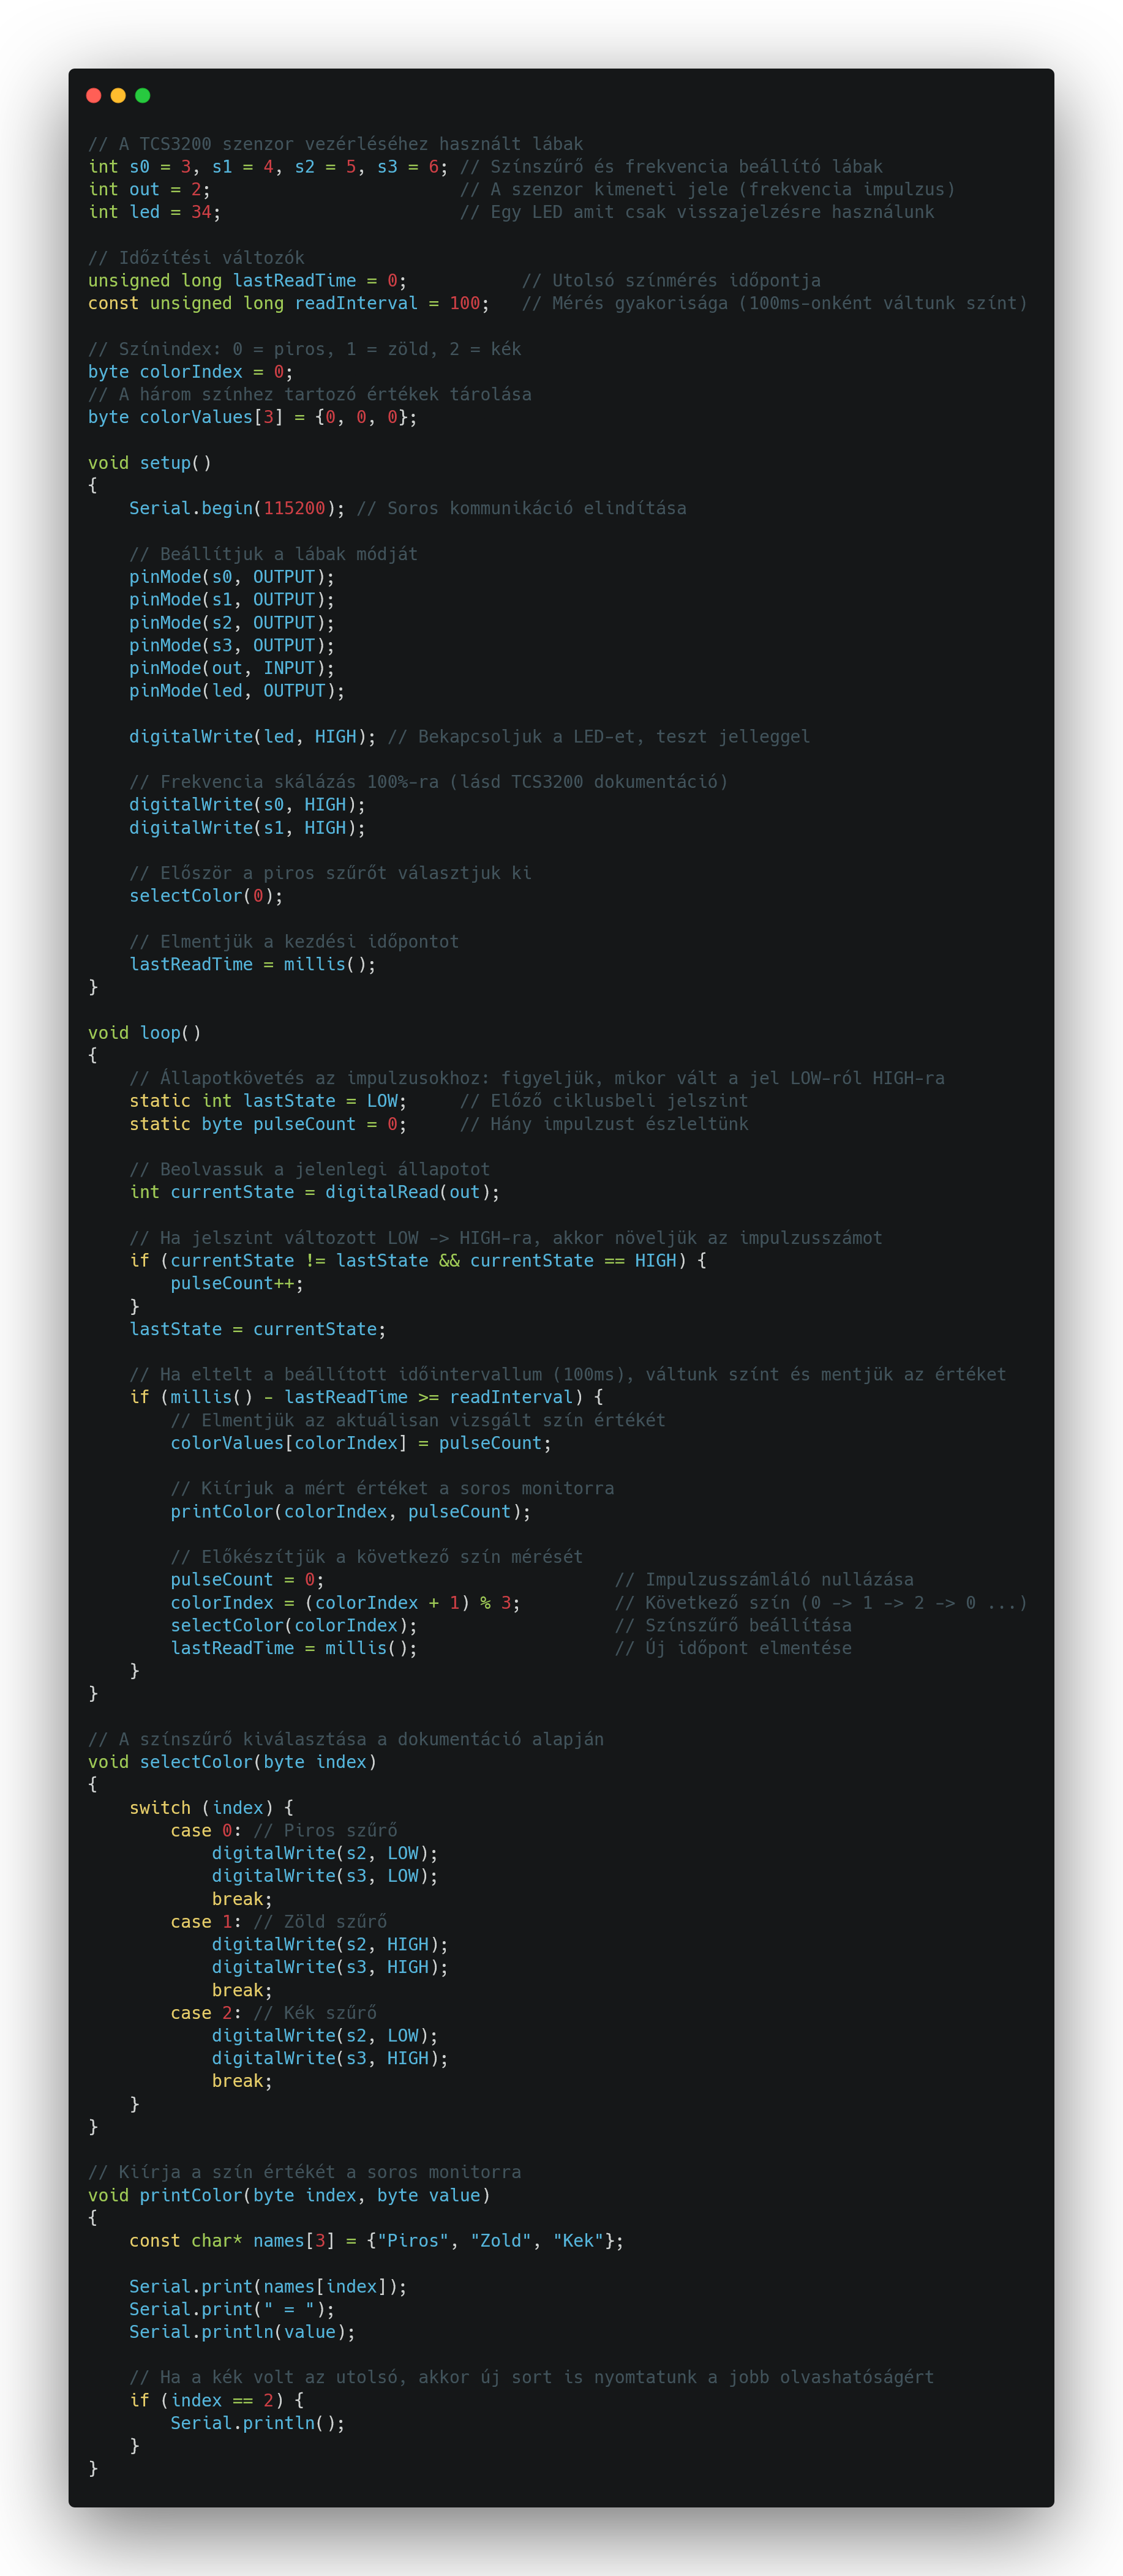 // A TCS3200 szenzor vezérléséhez használt lábak
int s0 = 3, s1 = 4, s2 = 5, s3 = 6; // Színszűrő és frekvencia beállító lábak
int out = 2;                        // A szenzor kimeneti jele (frekvencia impulzus)
int led = 34;                       // Egy LED amit csak visszajelzésre használunk

// Időzítési változók
unsigned long lastReadTime = 0;           // Utolsó színmérés időpontja
const unsigned long readInterval = 100;   // Mérés gyakorisága (100ms-onként váltunk színt)

// Színindex: 0 = piros, 1 = zöld, 2 = kék
byte colorIndex = 0;
// A három színhez tartozó értékek tárolása
byte colorValues[3] = {0, 0, 0};

void setup()
{
    Serial.begin(115200); // Soros kommunikáció elindítása

    // Beállítjuk a lábak módját
    pinMode(s0, OUTPUT);
    pinMode(s1, OUTPUT);
    pinMode(s2, OUTPUT);
    pinMode(s3, OUTPUT);
    pinMode(out, INPUT);
    pinMode(led, OUTPUT);

    digitalWrite(led, HIGH); // Bekapcsoljuk a LED-et, teszt jelleggel

    // Frekvencia skálázás 100%-ra (lásd TCS3200 dokumentáció)
    digitalWrite(s0, HIGH);
    digitalWrite(s1, HIGH);

    // Először a piros szűrőt választjuk ki
    selectColor(0);

    // Elmentjük a kezdési időpontot
    lastReadTime = millis();
}

void loop()
{
    // Állapotkövetés az impulzusokhoz: figyeljük, mikor vált a jel LOW-ról HIGH-ra
    static int lastState = LOW;     // Előző ciklusbeli jelszint
    static byte pulseCount = 0;     // Hány impulzust észleltünk

    // Beolvassuk a jelenlegi állapotot
    int currentState = digitalRead(out);

    // Ha jelszint változott LOW -> HIGH-ra, akkor növeljük az impulzusszámot
    if (currentState != lastState && currentState == HIGH) {
        pulseCount++;
    }
    lastState = currentState;

    // Ha eltelt a beállított időintervallum (100ms), váltunk színt és mentjük az értéket
    if (millis() - lastReadTime >= readInterval) {
        // Elmentjük az aktuálisan vizsgált szín értékét
        colorValues[colorIndex] = pulseCount;

        // Kiírjuk a mért értéket a soros monitorra
        printColor(colorIndex, pulseCount);

        // Előkészítjük a következő szín mérését
        pulseCount = 0;                            // Impulzusszámláló nullázása
        colorIndex = (colorIndex + 1) % 3;         // Következő szín (0 -> 1 -> 2 -> 0 ...)
        selectColor(colorIndex);                   // Színszűrő beállítása
        lastReadTime = millis();                   // Új időpont elmentése
    }
}

// A színszűrő kiválasztása a dokumentáció alapján
void selectColor(byte index)
{
    switch (index) {
        case 0: // Piros szűrő
            digitalWrite(s2, LOW);
            digitalWrite(s3, LOW);
            break;
        case 1: // Zöld szűrő
            digitalWrite(s2, HIGH);
            digitalWrite(s3, HIGH);
            break;
        case 2: // Kék szűrő
            digitalWrite(s2, LOW);
            digitalWrite(s3, HIGH);
            break;
    }
}

// Kiírja a szín értékét a soros monitorra
void printColor(byte index, byte value)
{
    const char* names[3] = {"Piros", "Zold", "Kek"};

    Serial.print(names[index]);
    Serial.print(" = ");
    Serial.println(value);

    // Ha a kék volt az utolsó, akkor új sort is nyomtatunk a jobb olvashatóságért
    if (index == 2) {
        Serial.println();
    }
}